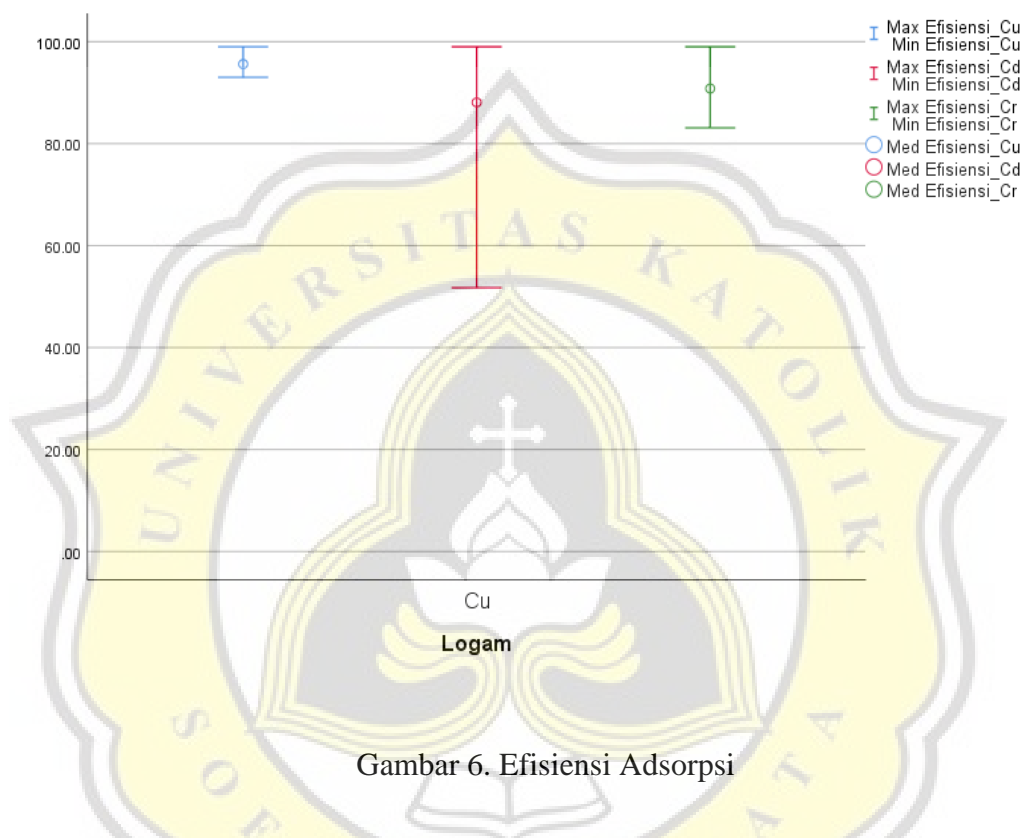 100.00
80.00
60.00
40.00
20.00
.00
Max Efisiensi_Cu
Min Efisiensi_Cu
Max Efisiensi_Cd
Min Efisiensi_Cd
Max Efisiensi_Cr
Min Efisiensi_Cr
Med Efisiensi_Cu
Med Efisiensi_Cd
Med Efisiensi_Cr
UNIVERSITAS KATOLIK
Cu
Logam
Gambar 6. Efisiensi Adsorpsi